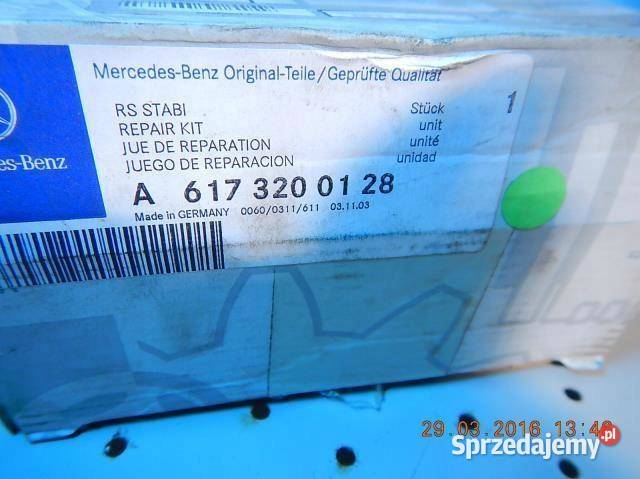 Mercedes-Benz Original-Teile/Geprüfte Qualität
RS STABI Stück 1
REPAIR KIT unit
JUE DE REPARATION unité
JUEGO DE REPARACION unidad
A 617 320 01 28
Made in GERMANY 0060/0311/611 03.11.03
es-Benz
29.03.2016 13:4
Sprzedajemy.pl